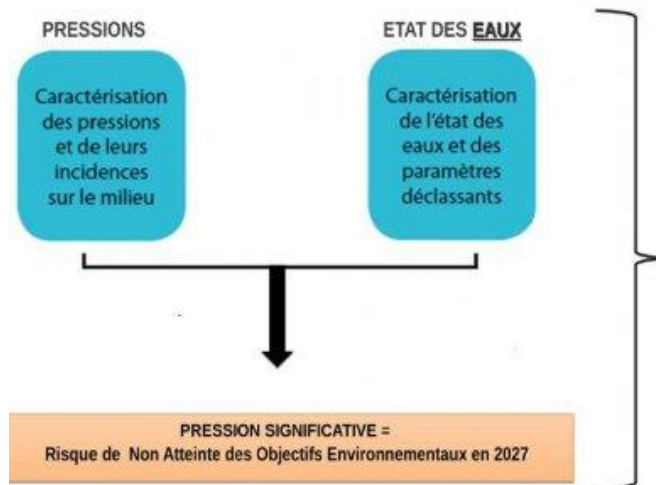 PRESSIONS
Caractérisation
des pressions
et de leurs
incidences
sur le milieu
ETAT DES EAUX
Caractérisation
de l'état des
eaux et des
paramètres
déclassants
PRESSION SIGNIFICATIVE =
Risque de Non Atteinte des Objectifs Environnementaux en 2027